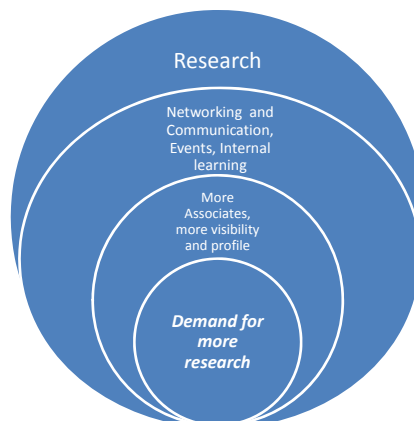 Research
Networking and
Communication,
Events, Internal
learning
More
Associates,
more visibility
and profile
Demand for
more
research